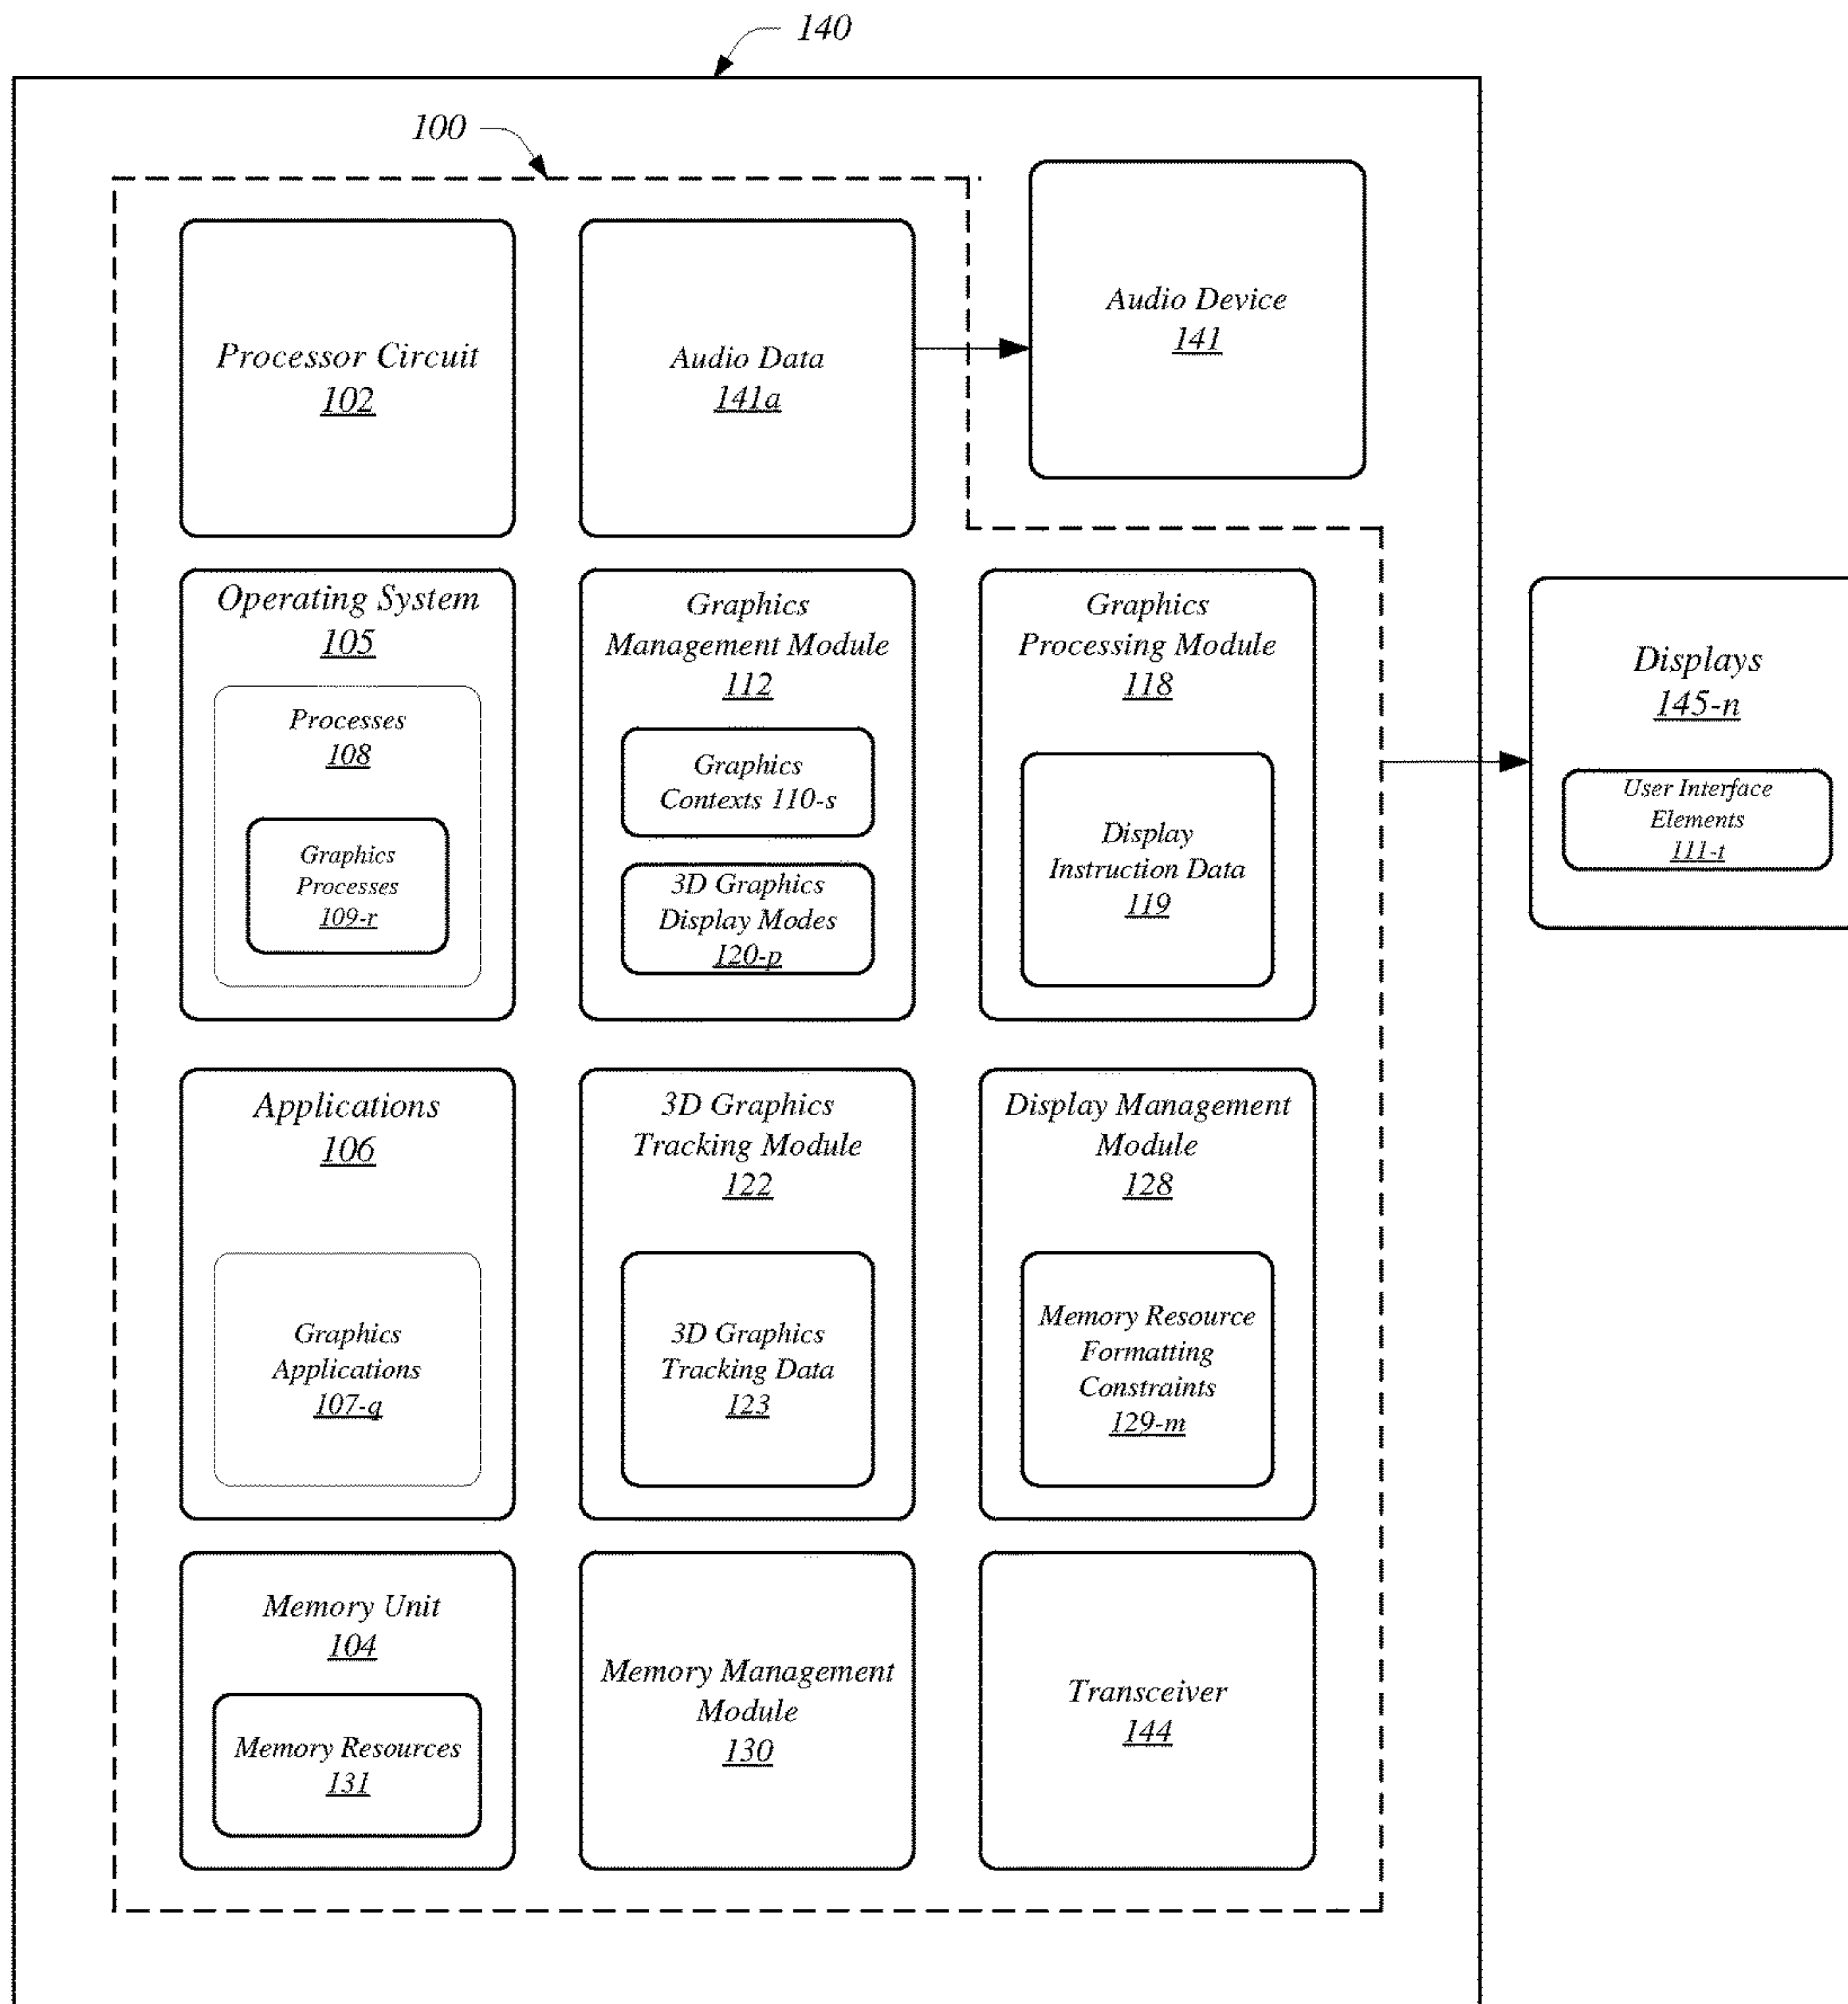 140
100
Processor Circuit
102
Audio Data
141a
Audio Device
141
Operating System
105
Processes
108
Graphics
Processes
109-r
Graphics
Management Module
112
Graphics
Contexts 110-s
3D Graphics
Display Modes
120-p
Graphics
Processing Module
118
Display
Instruction Data
119
Displays
145-n
User Interface
Elements
111-t
Applications
106
Graphics
Applications
107-q
3D Graphics
Tracking Module
122
3D Graphics
Tracking Data
123
Display Management
Module
128
Memory Resource
Formatting
Constraints
129-m
Memory Unit
104
Memory Resources
131
Memory Management
Module
130
Transceiver
144